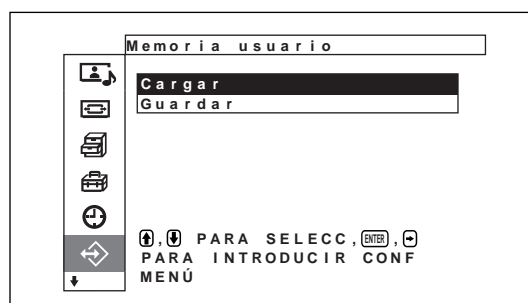 Memoria usuario
Cargar
Guardar
↑,↓ PARA SELECC,ENTER,→
PARA INTRODUCIR CONF
MENÚ